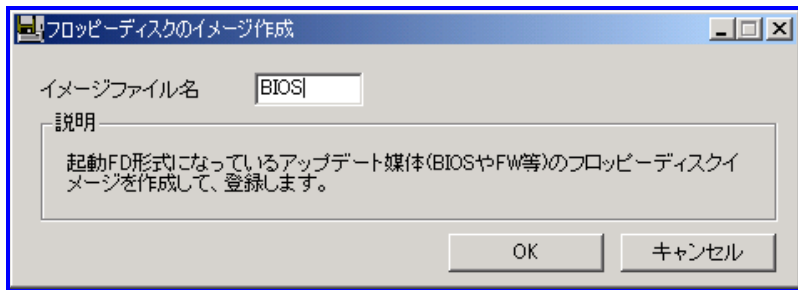 フロッピーディスクのイメージ作成
イメージファイル名 BIOS
説明
起動FD形式になっているアップデート媒体(BIOSやFW等)のフロッピーディスクイ
メージを作成して、登録します。
OK キャンセル